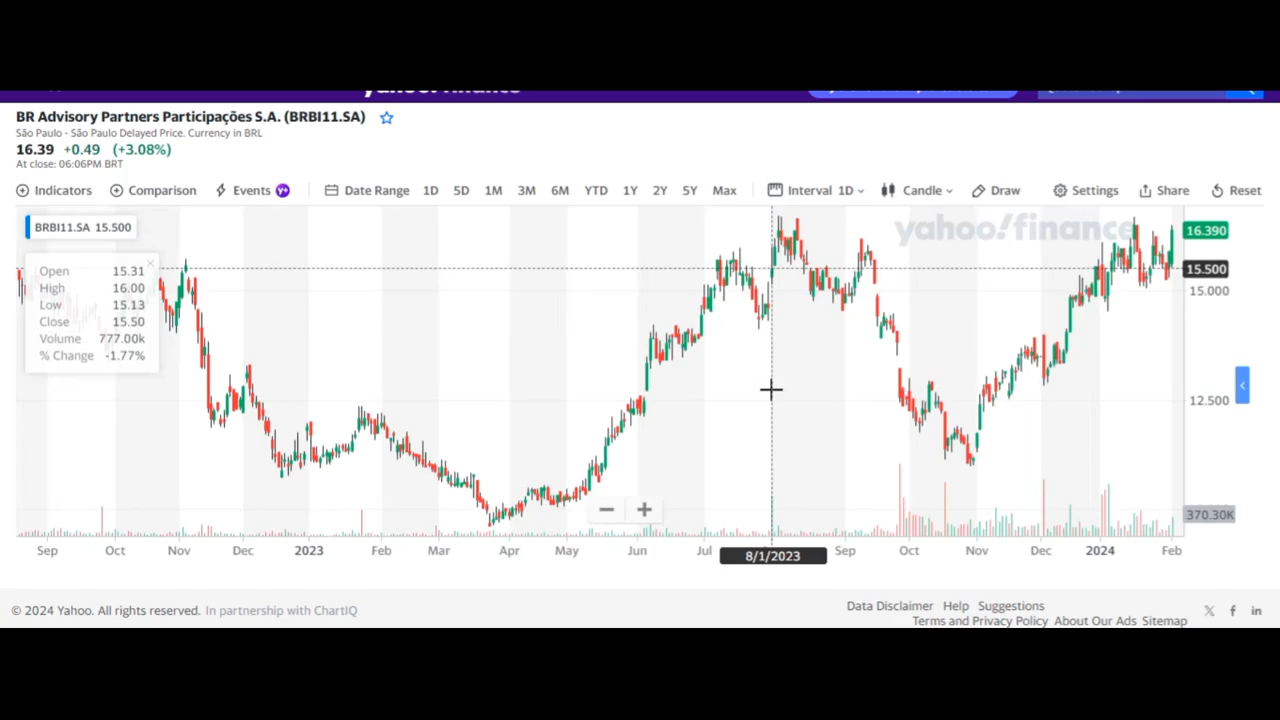 BR Advisory Partners Participações S.A. (BRBI11.SA)
São Paulo - São Paulo Delayed Price. Currency in BRL
16.39 +0.49 (+3.08%)
At close: 06:06PM BRT
Indicators Comparison Events Y+ Date Range 1D 5D 1M 3M 6M YTD 1Y 2Y 5Y Max Interval 1D Candle Draw Settings Share Reset
BRBI11.SA 15.500
yahoo!finance
16.390
15.500
15.000
12.500
370.30K
Open 15.31
High 16.00
Low 15.13
Close 15.50
Volume 777.00k
% Change -1.77%
Sep Oct Nov Dec 2023 Feb Mar Apr May Jun Jul 8/1/2023 Sep Oct Nov Dec 2024 Feb
© 2024 Yahoo. All rights reserved. In partnership with ChartIQ
Data Disclaimer Help Suggestions
Terms and Privacy Policy About Our Ads Sitemap